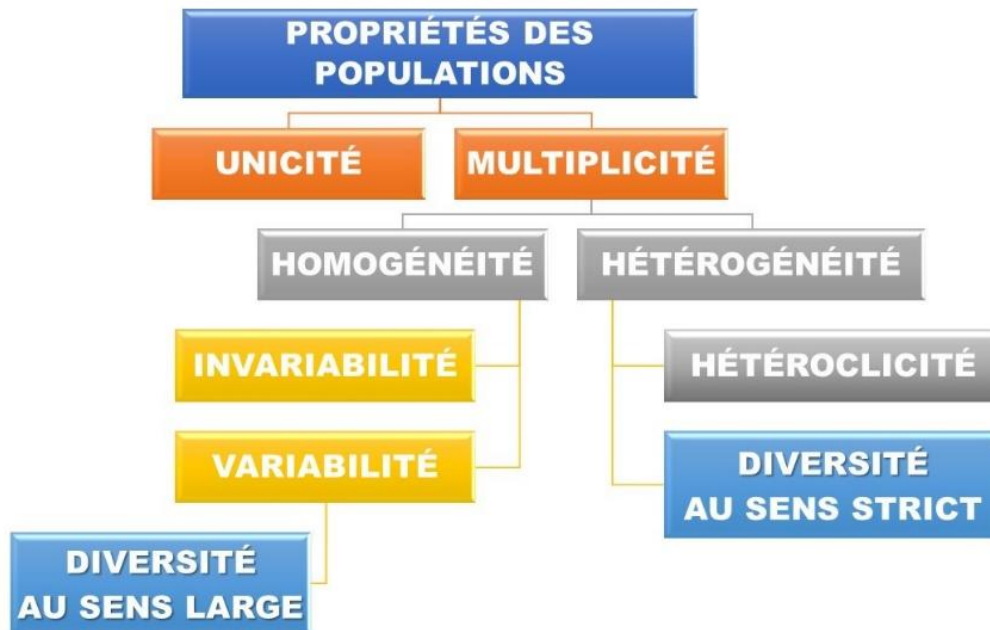 PROPRIÉTÉS DES
POPULATIONS
UNICITÉ
MULTIPLICITÉ
HOMOGÉNÉITÉ
HÉTÉROGÉNÉITÉ
INVARIABILITÉ
HÉTÉROCLICITÉ
VARIABILITÉ
DIVERSITÉ
AU SENS STRICT
DIVERSITÉ
AU SENS LARGE